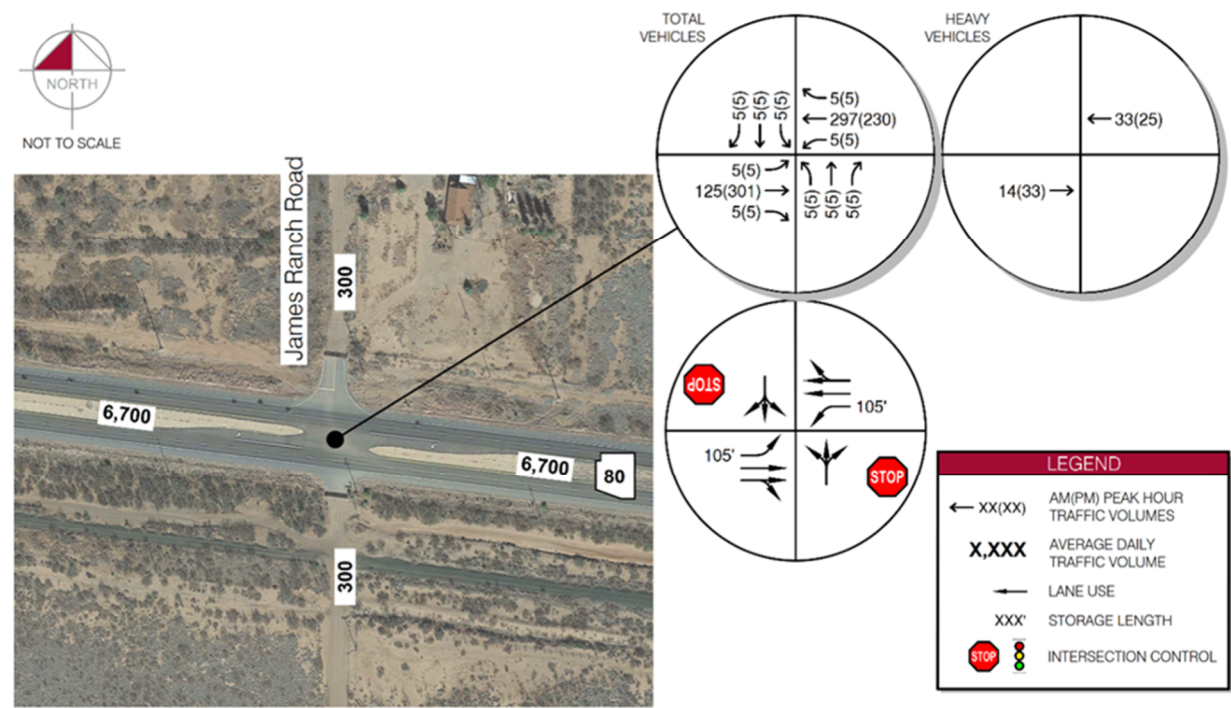 NORTH
NOT TO SCALE
James Ranch Road
300
6,700
6,700
80
300
TOTAL
VEHICLES
5(5)
5(5)
5(5)
5(5)
297(230)
5(5)
5(5)
125(301)
5(5)
5(5)
5(5)
5(5)
HEAVY
VEHICLES
33(25)
14(33)
STOP
105'
105'
STOP
LEGEND
XX(XX)
AM(PM) PEAK HOUR
TRAFFIC VOLUMES
X,XXX
AVERAGE DAILY
TRAFFIC VOLUME
LANE USE
XXX'
STORAGE LENGTH
STOP
INTERSECTION CONTROL